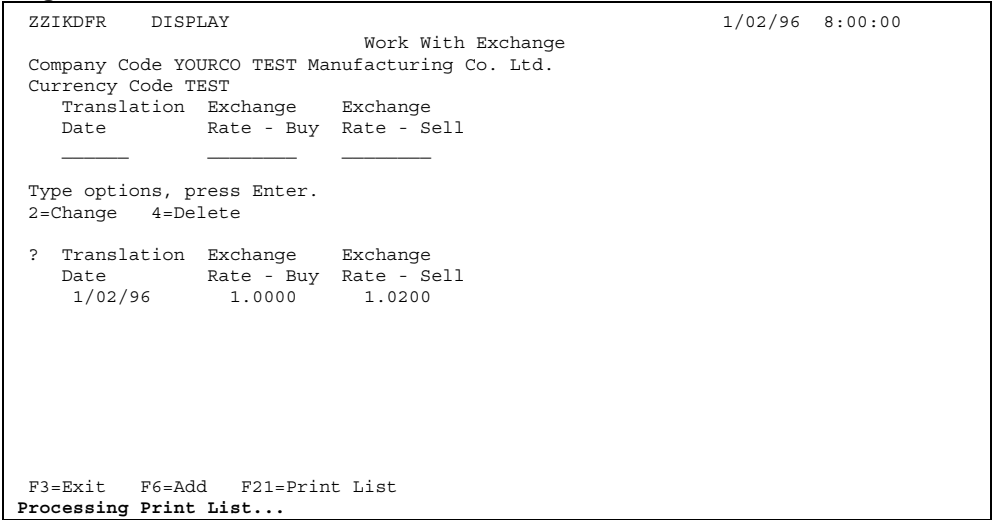 ZZIKDFR DISPLAY 1/02/96 8:00:00
Work With Exchange
Company Code YOURCO TEST Manufacturing Co. Ltd.
Currency Code TEST
Translation Exchange Exchange
Date Rate - Buy Rate - Sell
______ ________ ________
Type options, press Enter.
2=Change 4=Delete
? Translation Exchange Exchange
Date Rate - Buy Rate - Sell
1/02/96 1.0000 1.0200
F3=Exit F6=Add F21=Print List
Processing Print List...